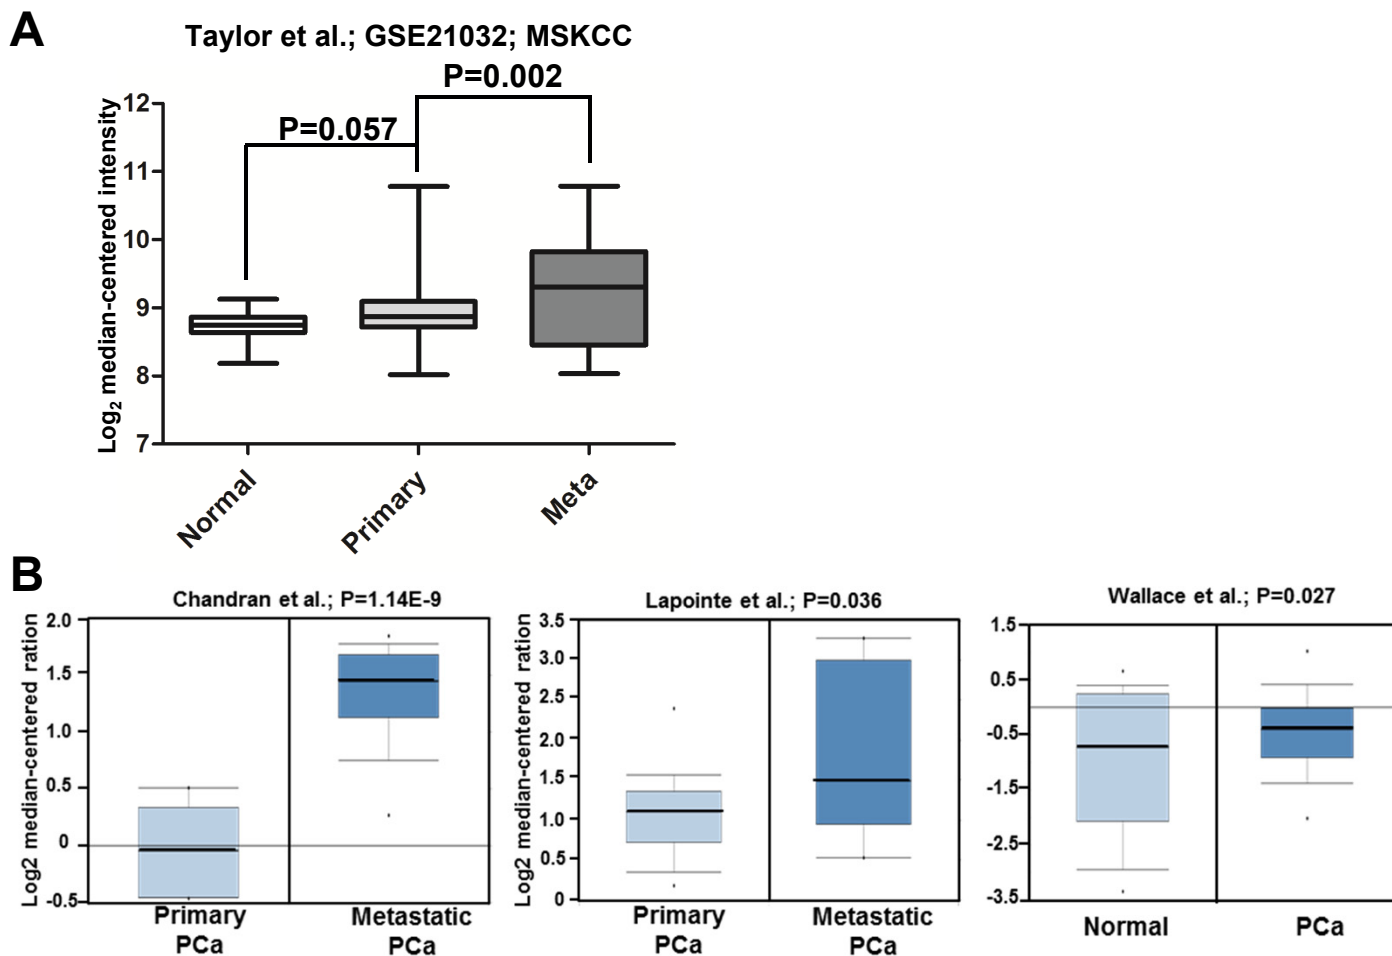 A
Taylor et al.; GSE21032; MSKCC
P=0.002
P=0.057
Log2 median-centered intensity
12
11
10
9
8
7
Normal
Primary
Meta
B
Chandran et al.; P=1.14E-9
Log2 median-centered ration
2.0
1.5
1.0
0.5
0
-0.5
Primary
PCa
Metastatic
PCa
Lapointe et al.; P=0.036
Log2 median-centered ration
3.5
3.0
2.5
2.0
1.5
1.0
0.5
0
Primary
PCa
Metastatic
PCa
Wallace et al.; P=0.027
1.5
0.5
-0.5
-1.5
-2.5
-3.5
Normal
PCa